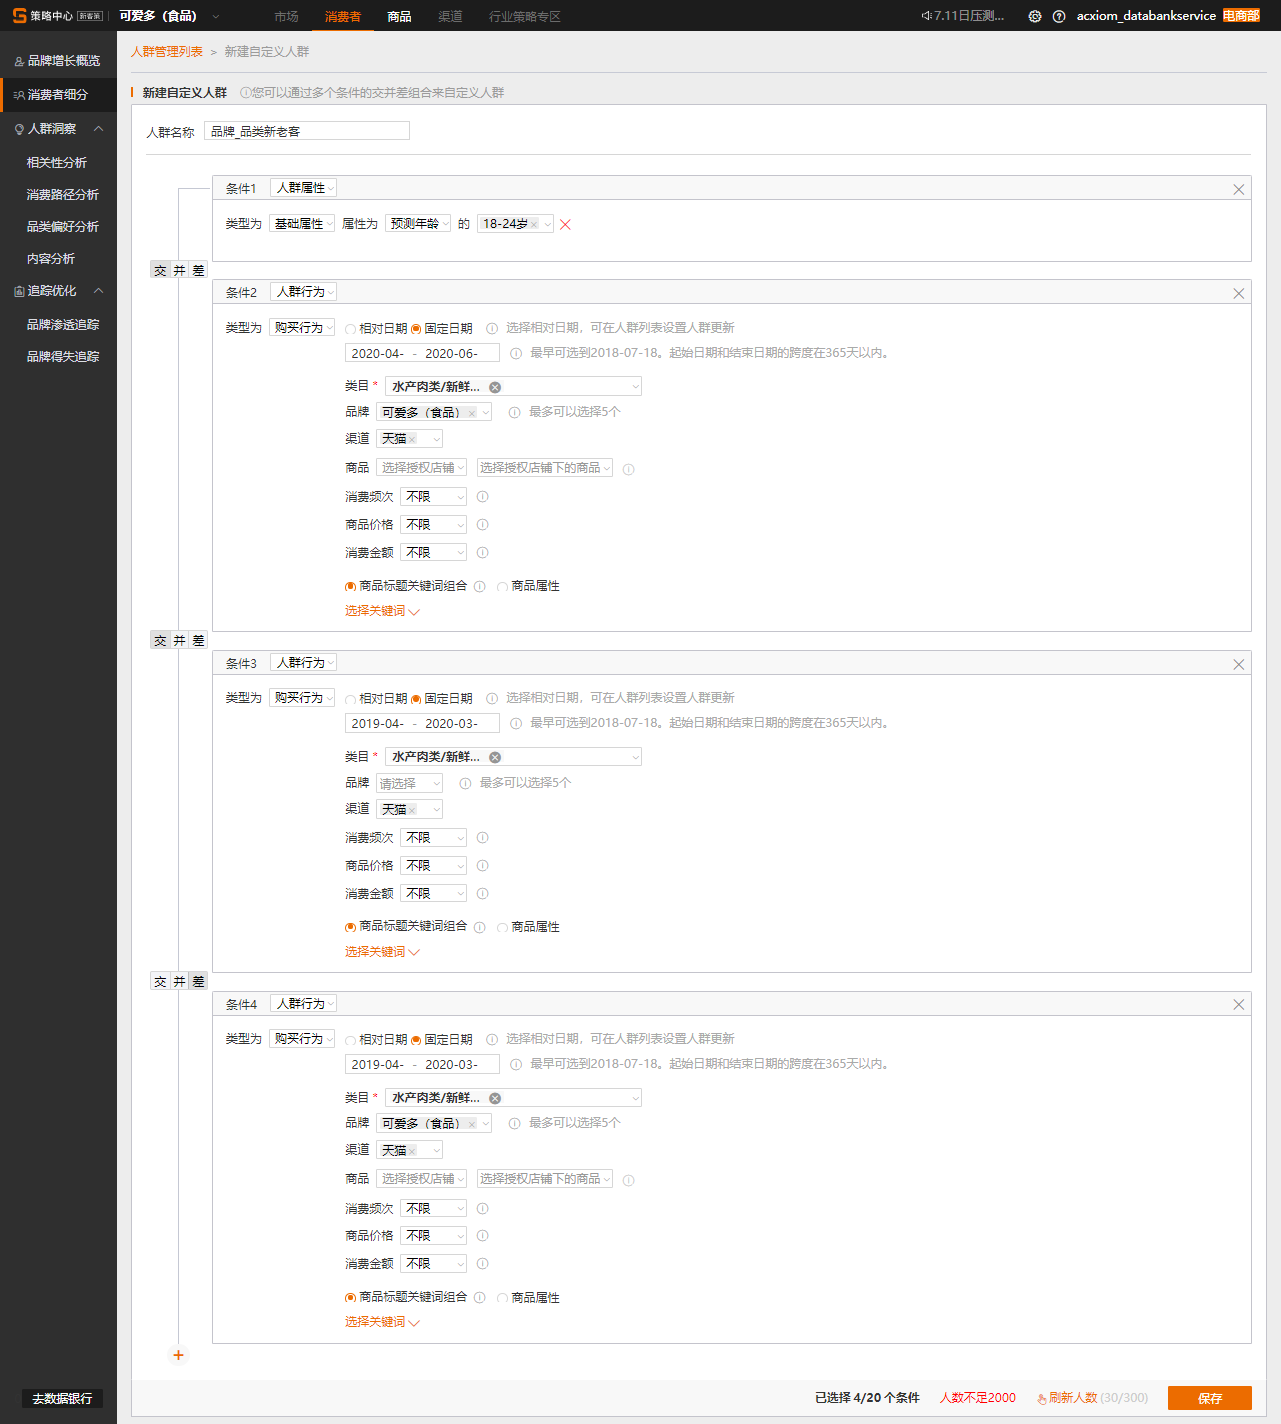 策略中心 新客策 可爱多（食品） 市场 消费者 商品 渠道 行业策略专区 7.11日压测... acxiom_databankservice 电商部
品牌增长概览
消费者细分
人群洞察
相关性分析
消费路径分析
品类偏好分析
内容分析
追踪优化
品牌渗透追踪
品牌得失追踪
去数据银行
人群管理列表 > 新建自定义人群
新建自定义人群 您可以通过多个条件的交并差组合来自定义人群
人群名称 品牌_品类新老客
条件1 人群属性
类型为 基础属性 属性为 预测年龄 的 18-24岁
交 并 差
条件2 人群行为
类型为 购买行为 相对日期 固定日期 选择相对日期，可在人群列表设置人群更新
2020-04- - 2020-06- 最早可选到2018-07-18。起始日期和结束日期的跨度在365天以内。
类目 * 水产肉类/新鲜...
品牌 可爱多（食品） 最多可以选择5个
渠道 天猫
商品 选择授权店铺 选择授权店铺下的商品
消费频次 不限
商品价格 不限
消费金额 不限
商品标题关键词组合 商品属性
选择关键词
交 并 差
条件3 人群行为
类型为 购买行为 相对日期 固定日期 选择相对日期，可在人群列表设置人群更新
2019-04- - 2020-03- 最早可选到2018-07-18。起始日期和结束日期的跨度在365天以内。
类目 * 水产肉类/新鲜...
品牌 请选择 最多可以选择5个
渠道 天猫
消费频次 不限
商品价格 不限
消费金额 不限
商品标题关键词组合 商品属性
选择关键词
交 并 差
条件4 人群行为
类型为 购买行为 相对日期 固定日期 选择相对日期，可在人群列表设置人群更新
2019-04- - 2020-03- 最早可选到2018-07-18。起始日期和结束日期的跨度在365天以内。
类目 * 水产肉类/新鲜...
品牌 可爱多（食品） 最多可以选择5个
渠道 天猫
商品 选择授权店铺 选择授权店铺下的商品
消费频次 不限
商品价格 不限
消费金额 不限
商品标题关键词组合 商品属性
选择关键词
已选择 4/20 个条件 人数不足2000 刷新人数 (30/300) 保存